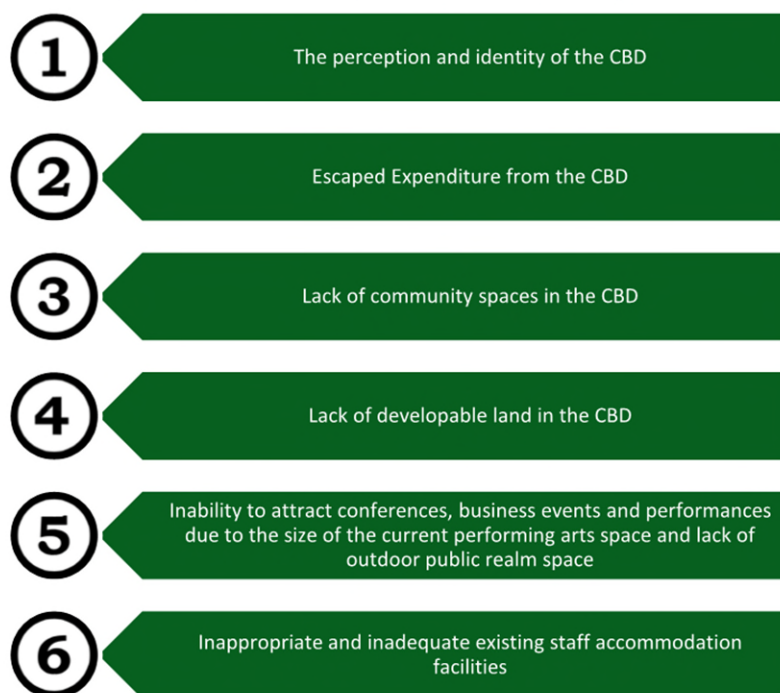 1
The perception and identity of the CBD
2
Escaped Expenditure from the CBD
3
Lack of community spaces in the CBD
4
Lack of developable land in the CBD
5
Inability to attract conferences, business events and performances
due to the size of the current performing arts space and lack of
outdoor public realm space
6
Inappropriate and inadequate existing staff accommodation
facilities